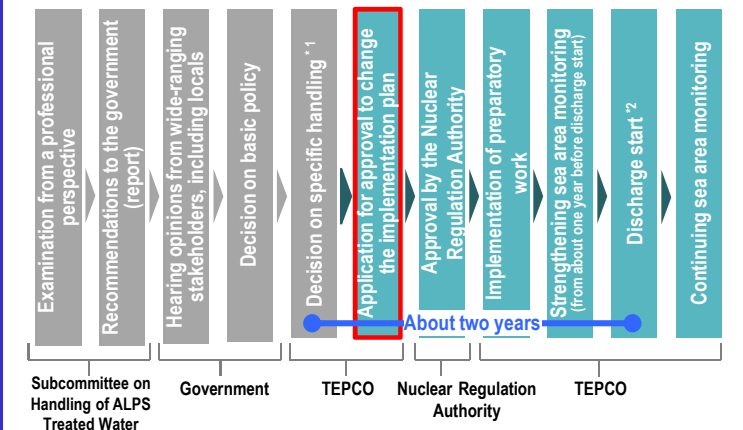 Examination from a professional
perspective
Recommendations to the government
(report)
Hearing opinions from wide-ranging
stakeholders, including locals
Decision on basic policy
Decision on specific handling *1
Application for approval to change
the implementation plan
Approval by the Nuclear
Regulation Authority
Implementation of preparatory
work
Strengthening sea area monitoring
(from about one year before discharge start)
Discharge start *2
Continuing sea area monitoring
About two years
Subcommittee on
Handling of ALPS
Treated Water
Government
TEPCO
Nuclear Regulation
Authority
TEPCO